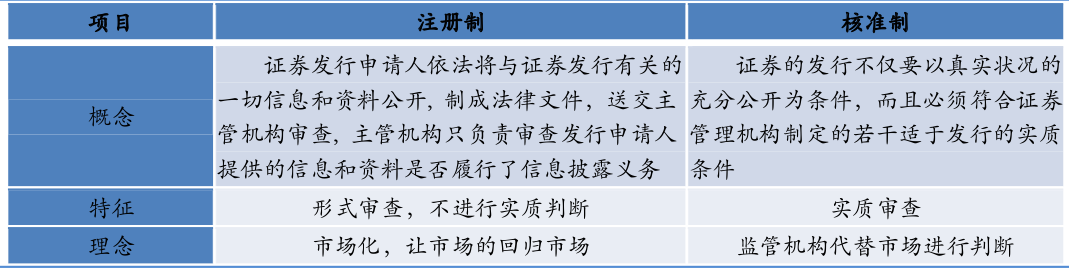 项目 注册制 核准制
概念
证券发行申请人依法将与证券发行有关的
一切信息和资料公开，制成法律文件，送交主
管机构审查，主管机构只负责审查发行申请人
提供的信息和资料是否履行了信息披露义务
证券的发行不仅要以真实状况的
充分公开为条件，而且必须符合证券
管理机构制定的若干适于发行的实质
条件
特征 形式审查，不进行实质判断 实质审查
理念 市场化，让市场的回归市场 监管机构代替市场进行判断